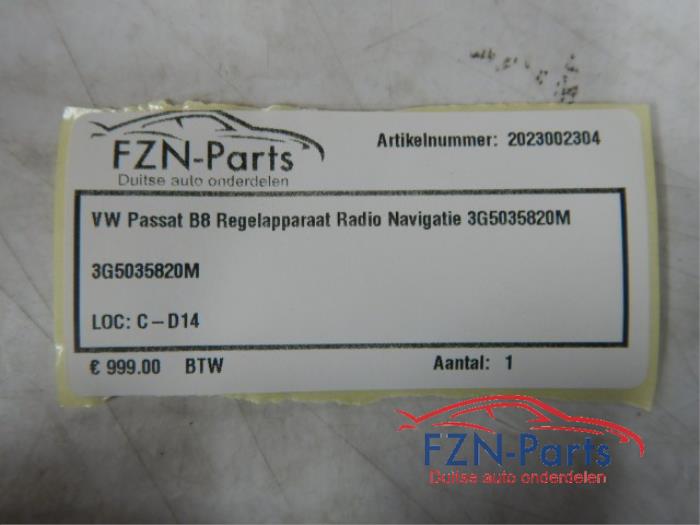 FZN-Parts
Duitse auto onderdelen
Artikelnummer: 2023002304
VW Passat B8 Regelapparaat Radio Navigatie 3G5035820M
3G5035820M
LOC: C-D14
€ 999.00 BTW Aantal: 1
FZN-Parts
Duitse auto onderdelen